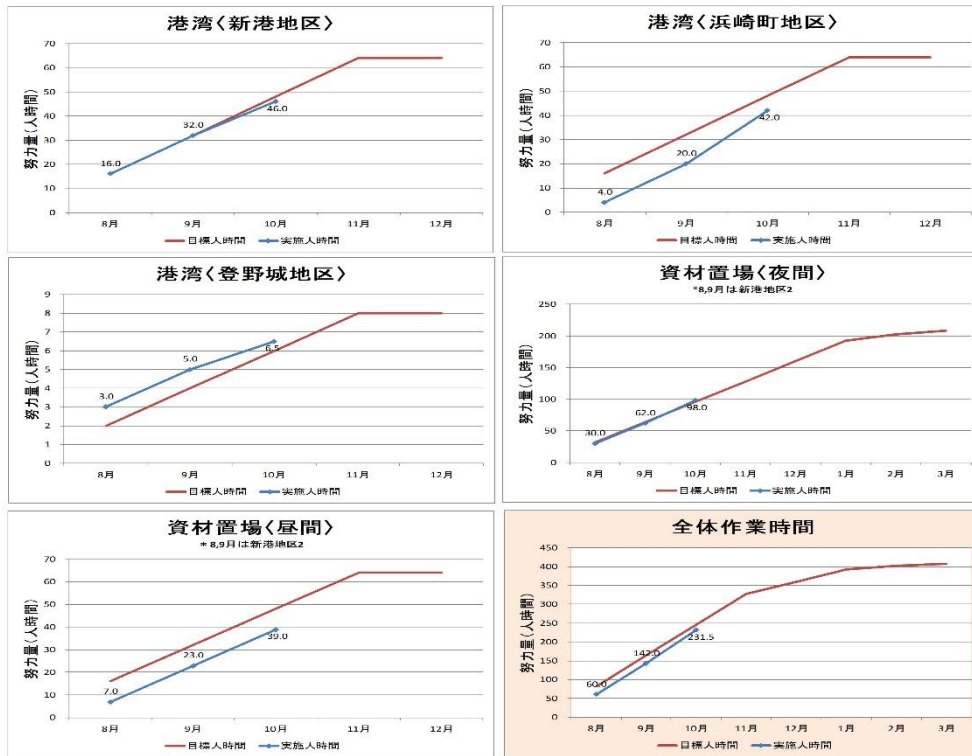 港湾〈新港地区〉
努力量(人時間)
70
60
50
40
30
20
10
0
16.0
32.0
46.0
8月 9月 10月 11月 12月
目標人時間 実施人時間
港湾〈浜崎町地区〉
努力量(人時間)
70
60
50
40
30
20
10
0
4.0
20.0
42.0
8月 9月 10月 11月 12月
目標人時間 実施人時間
港湾〈登野城地区〉
努力量(人時間)
9
8
7
6
5
4
3
2
1
0
3.0
5.0
6.5
8月 9月 10月 11月 12月
目標人時間 実施人時間
資材置場〈夜間〉
*8,9月は新港地区2
努力量(人時間)
250
200
150
100
50
0
30.0
62.0
98.0
8月 9月 10月 11月 12月 1月 2月 3月
目標人時間 実施人時間
資材置場〈昼間〉
* 8,9月は新港地区2
努力量(人時間)
70
60
50
40
30
20
10
0
7.0
23.0
39.0
8月 9月 10月 11月 12月
目標人時間 実施人時間
全体作業時間
努力量(人時間)
450
400
350
300
250
200
150
100
50
0
60.0
142.0
231.5
8月 9月 10月 11月 12月 1月 2月 3月
目標人時間 実施人時間